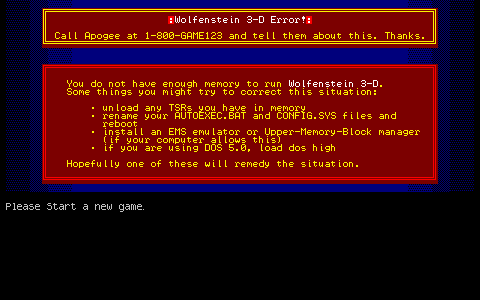 Wolfenstein 3-D Error!
Call Apogee at 1-800-GAME123 and tell them about this. Thanks.
You do not have enough memory to run Wolfenstein 3-D.
Some things you might try to correct this situation:
• unload any TSRs you have in memory
• rename your AUTOEXEC.BAT and CONFIG.SYS files and
reboot
• install an EMS emulator or Upper-Memory-Block manager
(if your computer allows this)
• if you are using DOS 5.0, load dos high
Hopefully one of these will remedy the situation.
Please Start a new game.